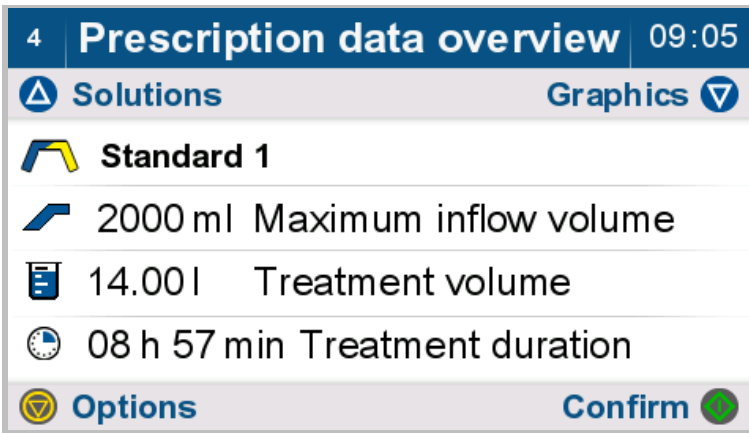 4 Prescription data overview 09:05
Solutions Graphics
Standard 1
2000 ml Maximum inflow volume
14.00 l Treatment volume
08 h 57 min Treatment duration
Options Confirm